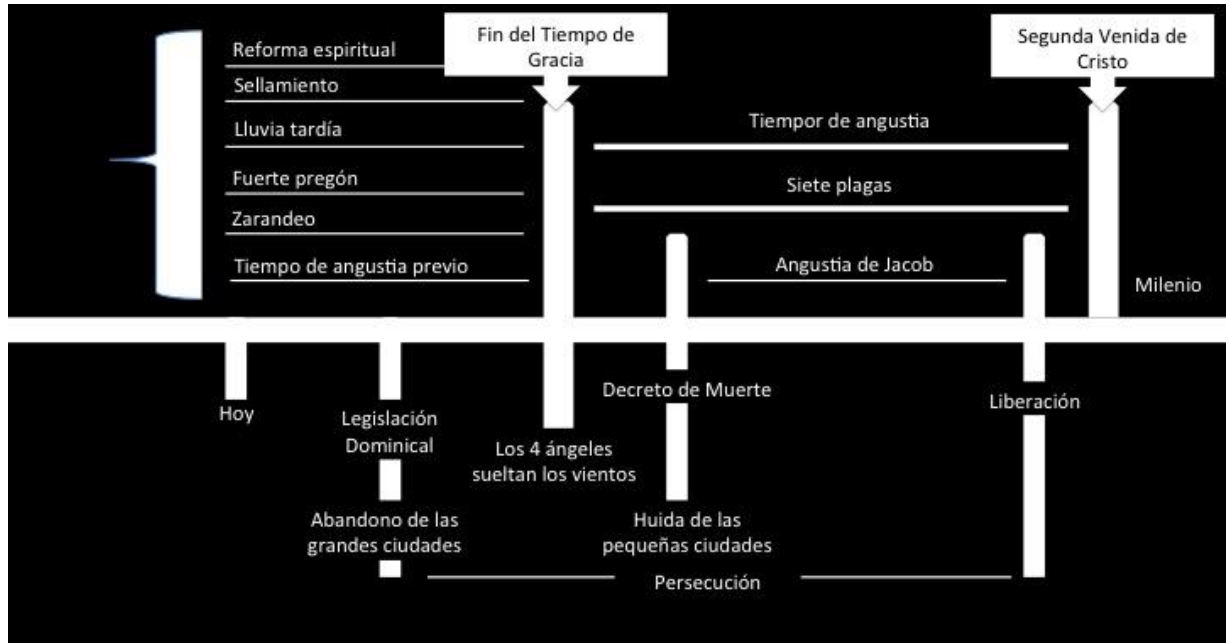 Reforma espiritual
Sellamiento
Lluvia tardía
Fuerte pregón
Zarandeo
Tiempo de angustia previo
Fin del Tiempo de
Gracia
Segunda Venida de
Cristo
Tiempor de angustia
Siete plagas
Angustia de Jacob
Milenio
Hoy
Legislación
Dominical
Abandono de las
grandes ciudades
Los 4 ángeles
sueltan los vientos
Decreto de Muerte
Huida de las
pequeñas ciudades
Liberación
Persecución